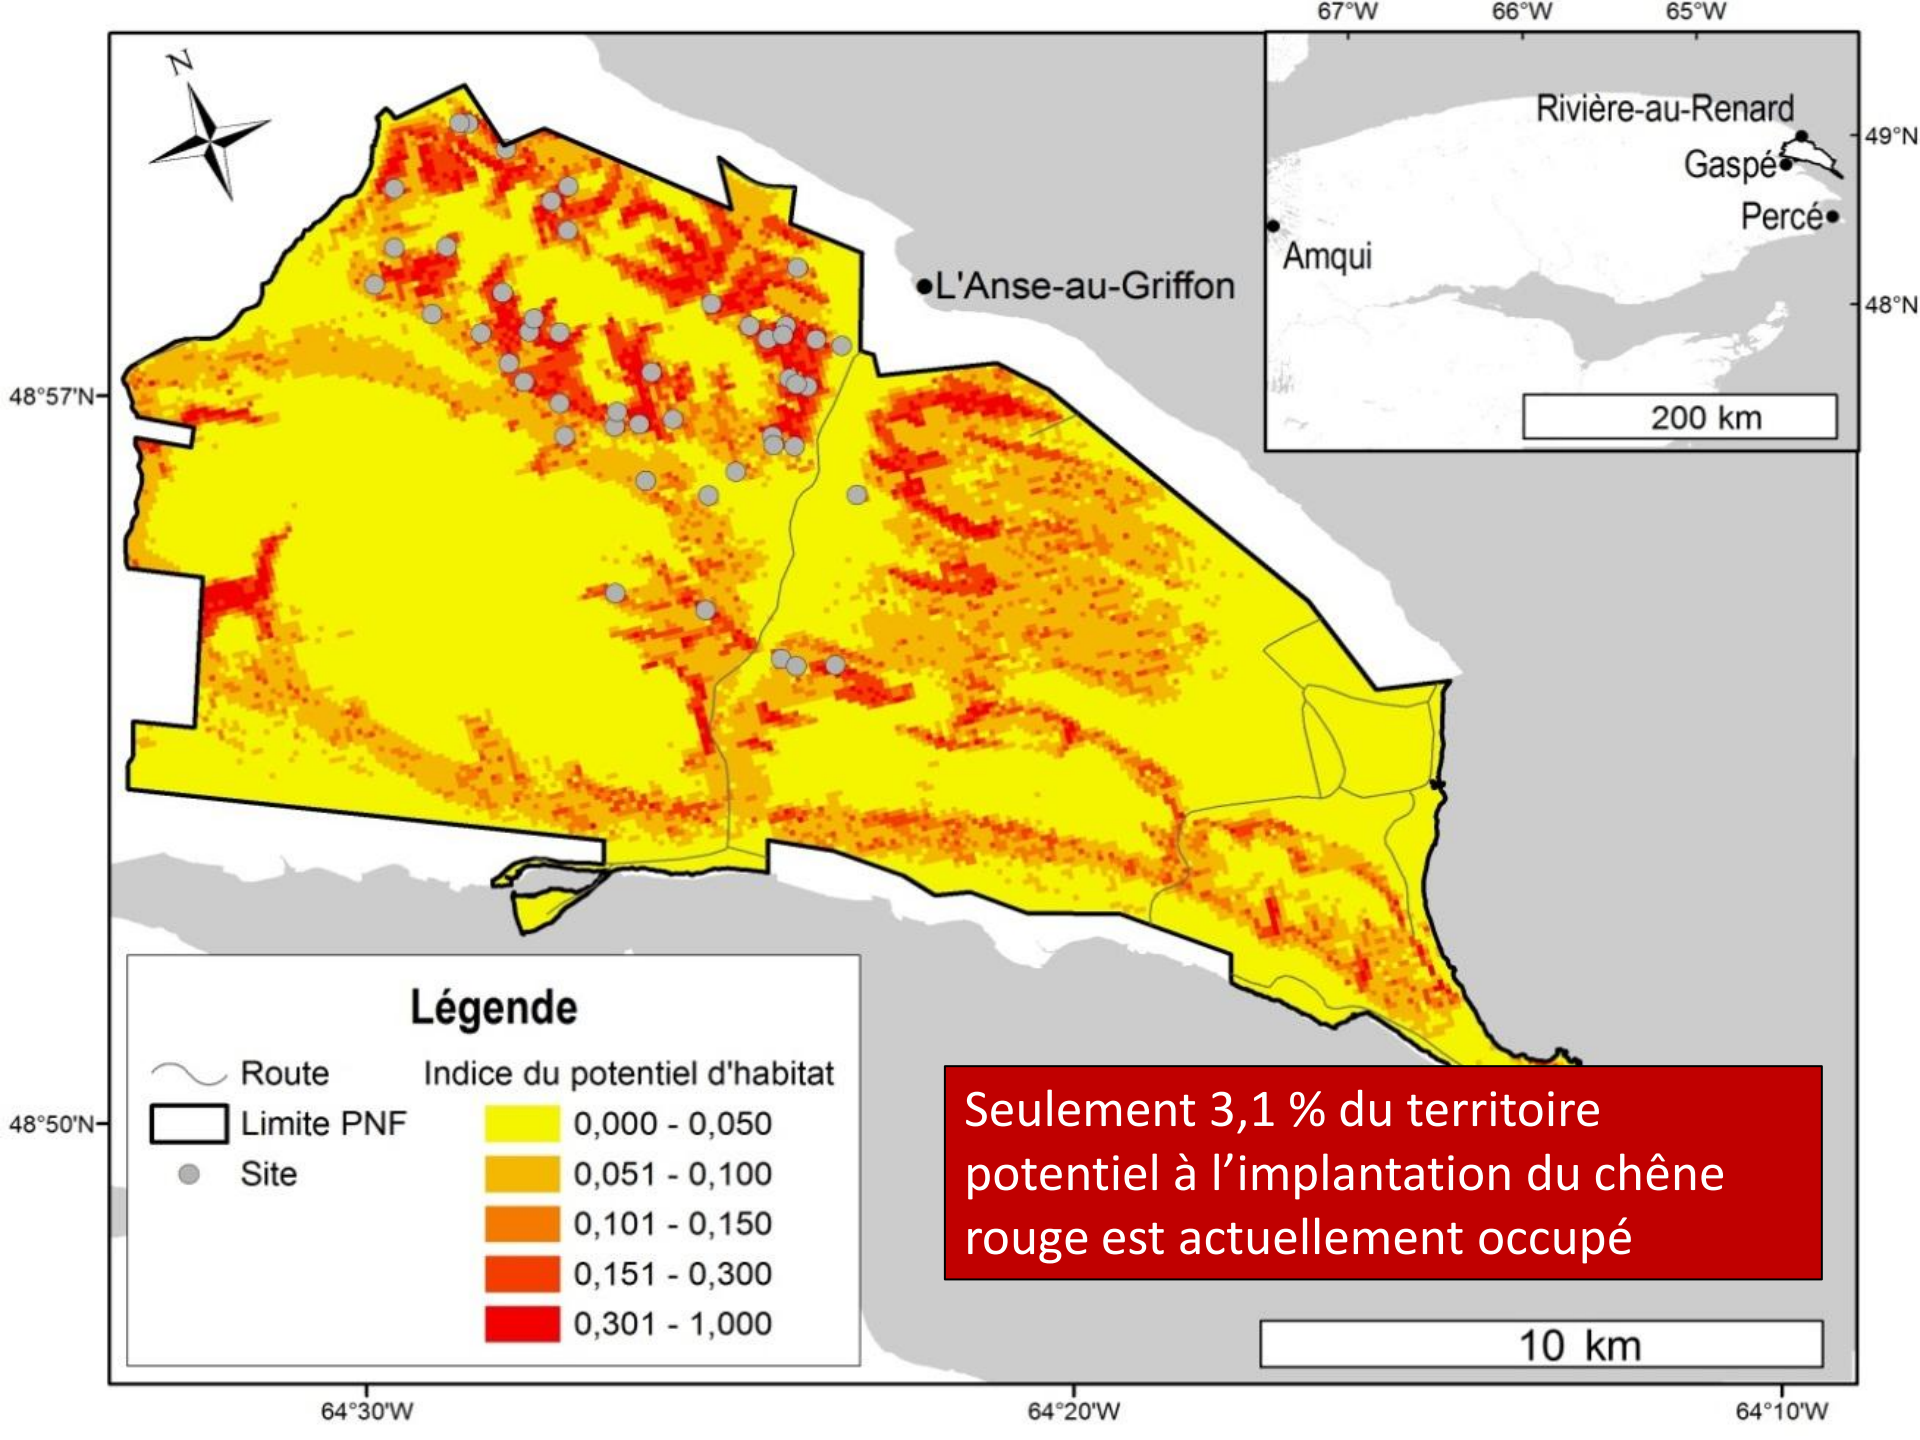 67°W
66°W
65°W
N
Rivière-au-Renard
49°N
Gaspé
Percé
Amqui
L'Anse-au-Griffon
48°N
48°57'N
200 km
Légende
Route
Indice du potentiel d'habitat
Limite PNF
0,000 - 0,050
Site
0,051 - 0,100
0,101 - 0,150
0,151 - 0,300
0,301 - 1,000
48°50'N
Seulement 3,1 % du territoire
potentiel à l’implantation du chêne
rouge est actuellement occupé
10 km
64°30'W
64°20'W
64°10'W